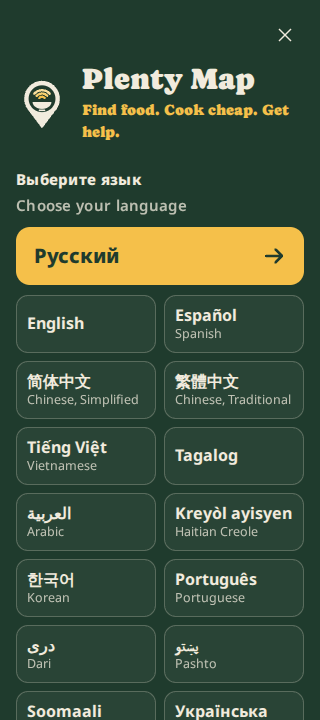 Plenty Map
Find food. Cook cheap. Get
help.
Выберите язык
Choose your language
Русский
English
Español
Spanish
简体中文
Chinese, Simplified
繁體中文
Chinese, Traditional
Tiếng Việt
Vietnamese
Tagalog
العربية
Arabic
Kreyòl ayisyen
Haitian Creole
한국어
Korean
Português
Portuguese
دری
Dari
پښتو
Pashto
Soomaali
Українська